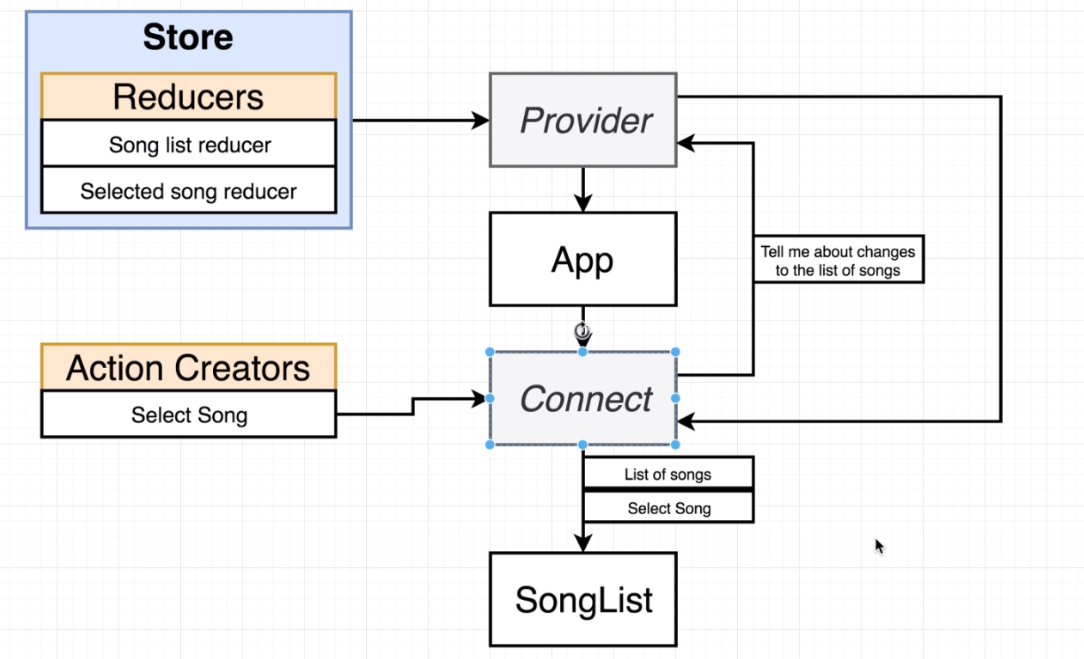 Store
Reducers
Song list reducer
Selected song reducer
Provider
App
Tell me about changes
to the list of songs
Action Creators
Select Song
Connect
List of songs
Select Song
SongList